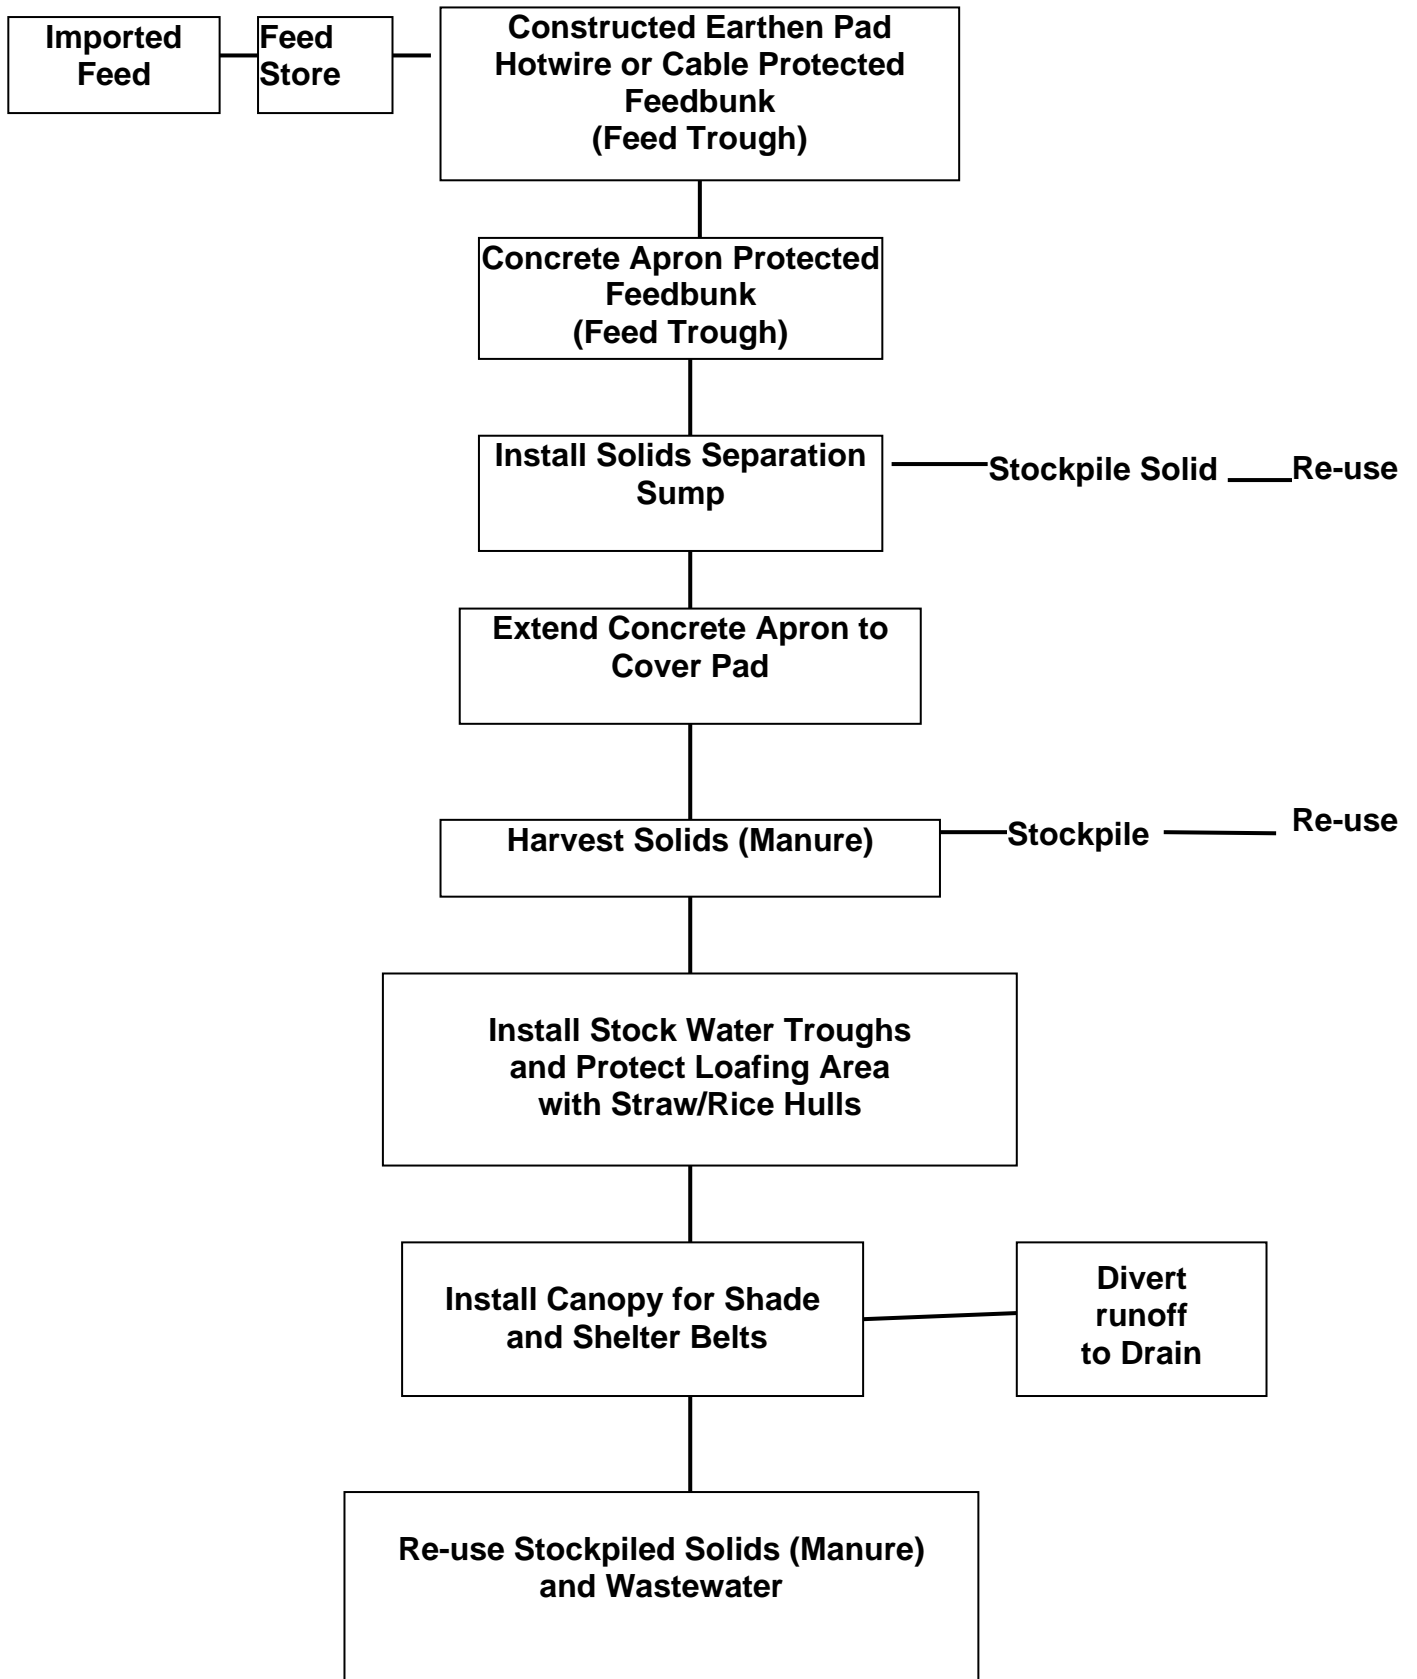 Imported
Feed
Feed
Store
Constructed Earthen Pad
Hotwire or Cable Protected
Feedbunk
(Feed Trough)
Concrete Apron Protected
Feedbunk
(Feed Trough)
Install Solids Separation
Sump
Stockpile Solid
Re-use
Extend Concrete Apron to
Cover Pad
Harvest Solids (Manure)
Stockpile
Re-use
Install Stock Water Troughs
and Protect Loafing Area
with Straw/Rice Hulls
Install Canopy for Shade
and Shelter Belts
Divert
runoff
to Drain
Re-use Stockpiled Solids (Manure)
and Wastewater